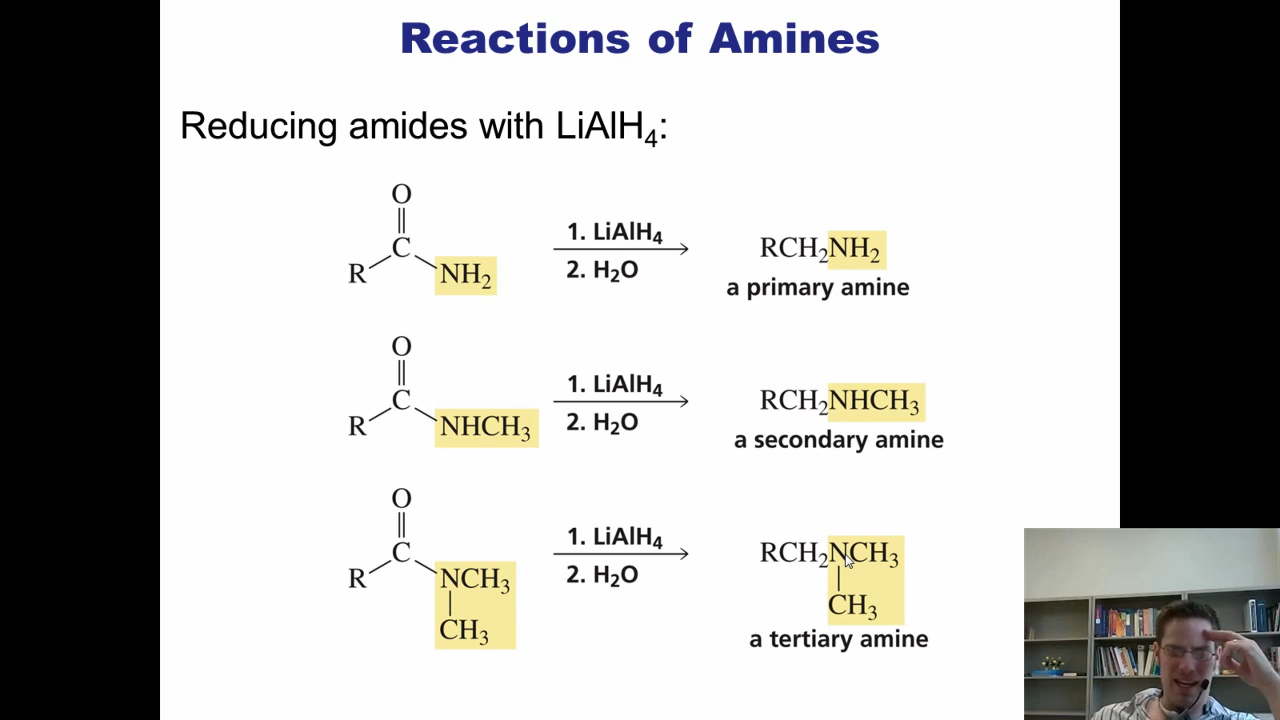 Reactions of Amines
Reducing amides with LiAlH4:
O
C
R
NH2
1. LiAlH4
2. H2O
RCH2NH2
a primary amine
O
C
R
NHCH3
1. LiAlH4
2. H2O
RCH2NHCH3
a secondary amine
O
C
R
NCH3
CH3
1. LiAlH4
2. H2O
RCH2NCH3
CH3
a tertiary amine